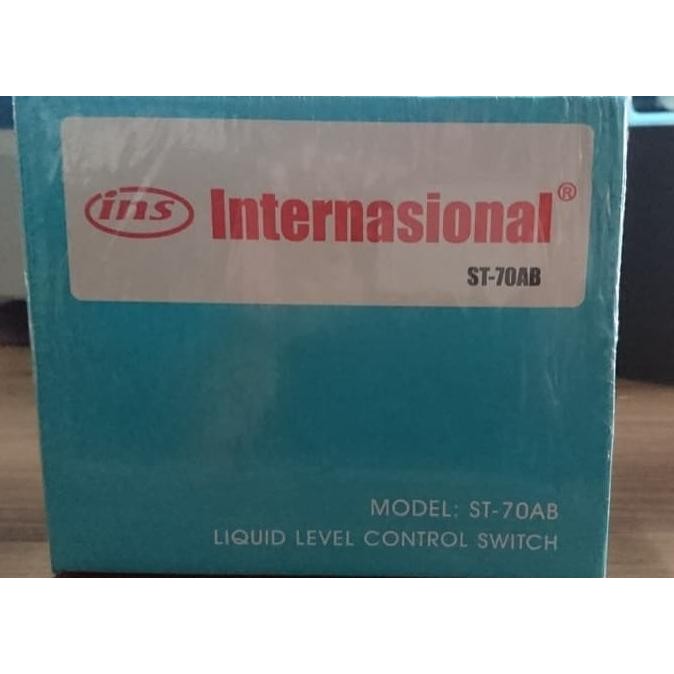 ins Internasional®
ST-70AB
MODEL: ST-70AB
LIQUID LEVEL CONTROL SWITCH